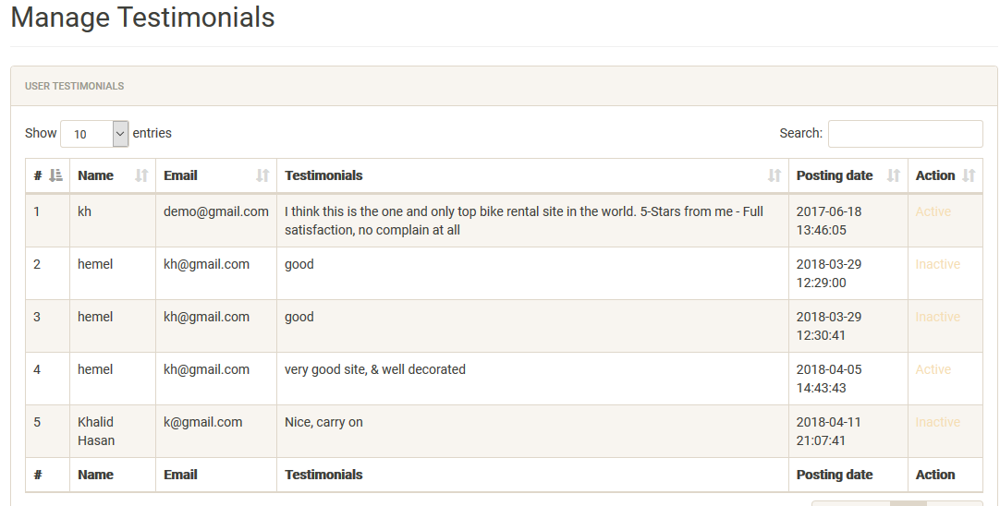 Manage Testimonials
USER TESTIMONIALS
Show 10 entries Search:
# Name Email Testimonials Posting date Action
1 kh demo@gmail.com I think this is the one and only top bike rental site in the world. 5-Stars from me - Full 2017-06-18 Active
satisfaction, no complain at all 13:46:05
2 hemel kh@gmail.com good 2018-03-29 Inactive
12:29:00
3 hemel kh@gmail.com good 2018-03-29 Inactive
12:30:41
4 hemel kh@gmail.com very good site, & well decorated 2018-04-05 Active
14:43:43
5 Khalid k@gmail.com Nice, carry on 2018-04-11 Inactive
Hasan 21:07:41
# Name Email Testimonials Posting date Action